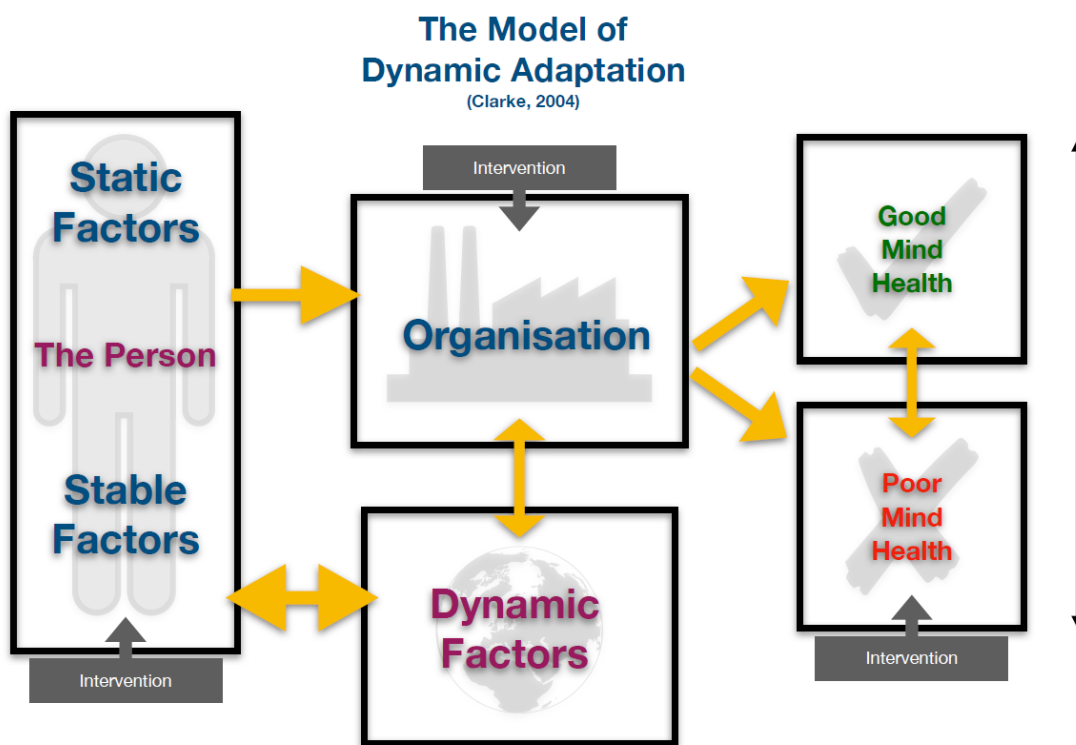 The Model of
Dynamic Adaptation
(Clarke, 2004)
Static
Factors
The Person
Stable
Factors
Intervention
Intervention
Organisation
Dynamic
Factors
Good
Mind
Health
Poor
Mind
Health
Intervention